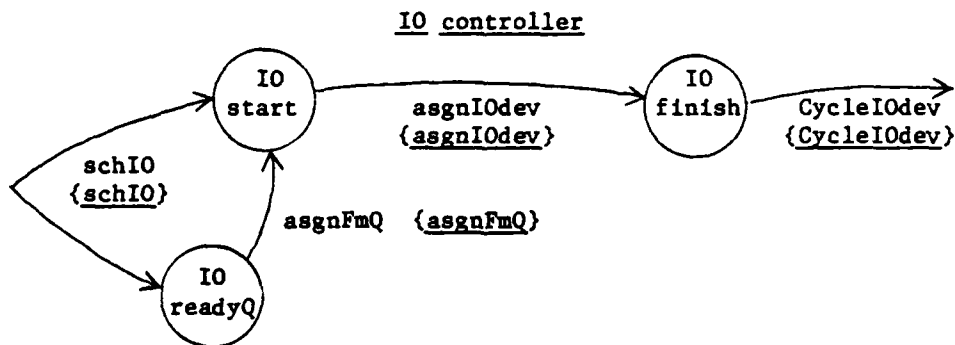 IO controller
IO
start
asgnIOdev
{asgnIOdev}
IO
finish
CycleIOdev
{CycleIOdev}
schIO
{schIO}
asgnFmQ {asgnFmQ}
IO
readyQ